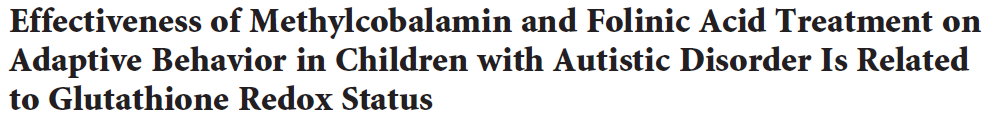 Effectiveness of Methylcobalamin and Folinic Acid Treatment on
Adaptive Behavior in Children with Autistic Disorder Is Related
to Glutathione Redox Status